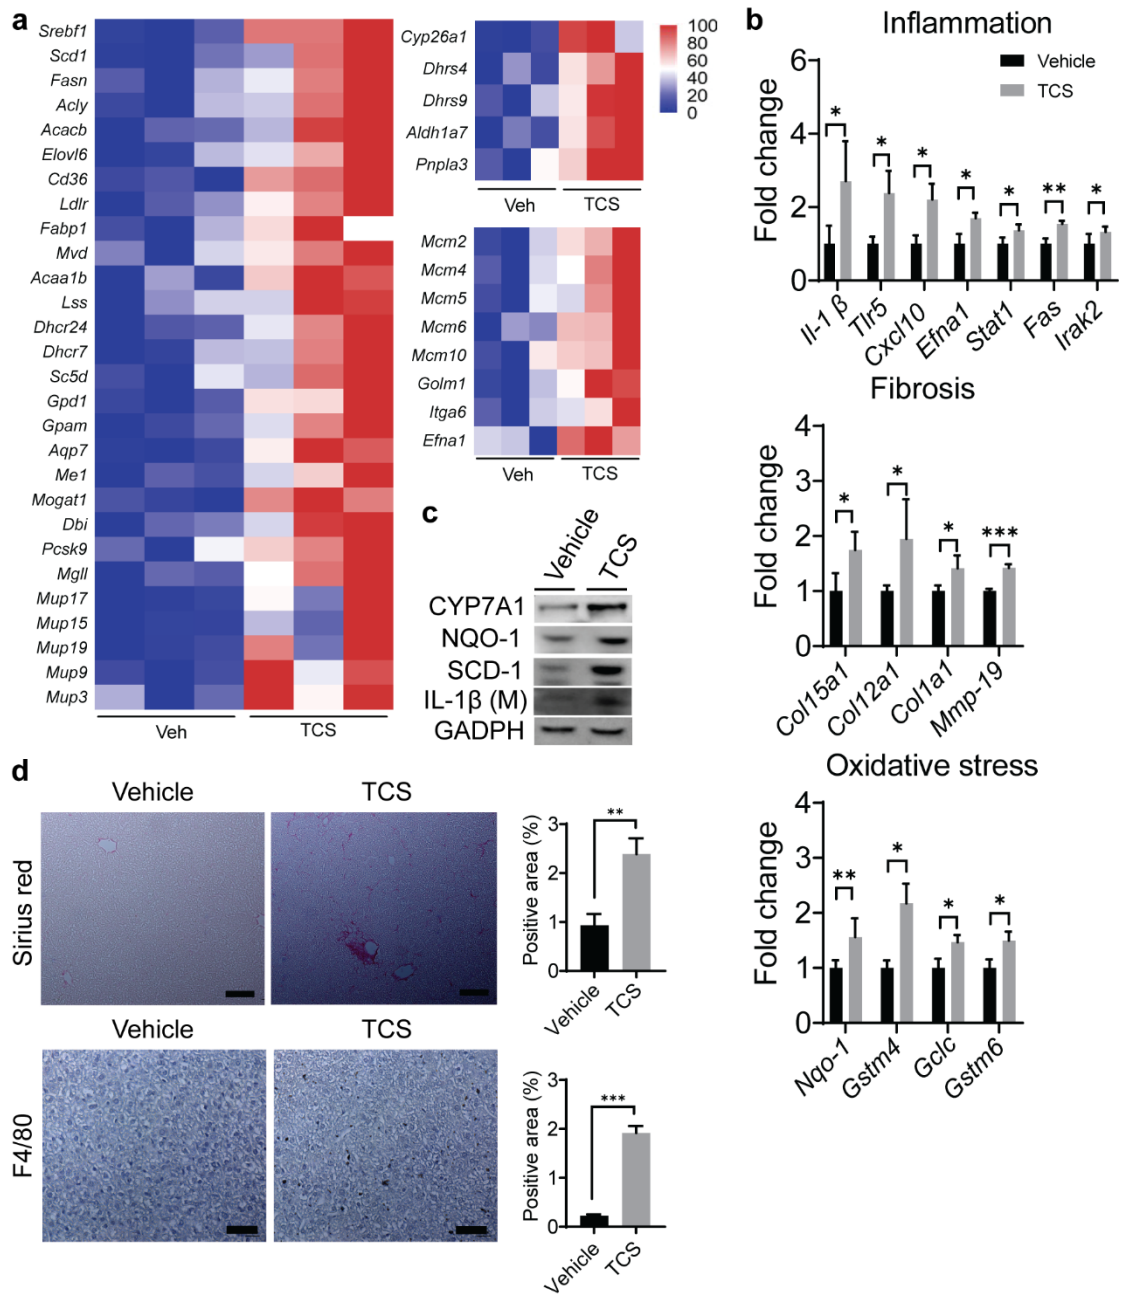 a
Srebf1
Scd1
Fasn
Acly
Acacb
Elovl6
Cd36
Ldlr
Fabp1
Mvd
Acaa1b
Lss
Dhcr24
Dhcr7
Sc5d
Gpd1
Gpam
Aqp7
Me1
Mogat1
Dbi
Pcsk9
Mgll
Mup17
Mup15
Mup19
Mup9
Mup3
Veh TCS
Cyp26a1
Dhrs4
Dhrs9
Aldh1a7
Pnpla3
Veh TCS
100
80
60
40
20
0
Mcm2
Mcm4
Mcm5
Mcm6
Mcm10
Golm1
Itga6
Efna1
Veh TCS
b
Inflammation
Vehicle
TCS
Fold change
6
4
2
0
* * * * * ** *
Il-1 β Tlr5 Cxcl10 Efna1 Stat1 Fas Irak2
Fibrosis
Fold change
4
3
2
1
0
* * * ***
Col15a1 Col12a1 Col1a1 Mmp-19
Oxidative stress
Fold change
4
3
2
1
0
** * * *
Nqo-1 Gstm4 Gclc Gstm6
c
Vehicle TCS
CYP7A1
NQO-1
SCD-1
IL-1β (M)
GADPH
d
Vehicle TCS
Sirius red
Positive area (%)
3
2
1
0
**
Vehicle TCS
Vehicle TCS
F4/80
Positive area (%)
3
2
1
0
***
Vehicle TCS